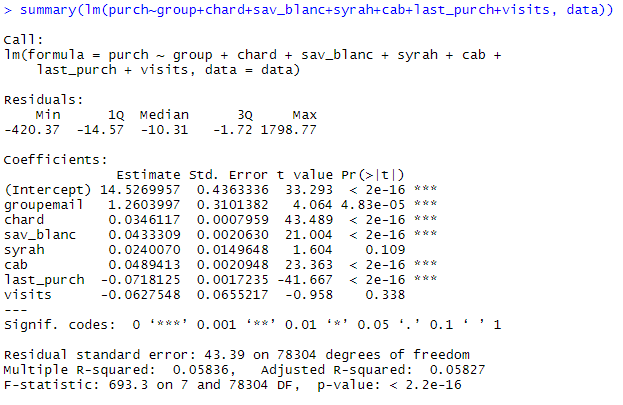 > summary(lm(purch~group+chard+sav_blanc+syrah+cab+last_purch+visits, data))
Call:
lm(formula = purch ~ group + chard + sav_blanc + syrah + cab +
    last_purch + visits, data = data)
Residuals:
    Min      1Q  Median      3Q     Max
-420.37  -14.57  -10.31   -1.72 1798.77
Coefficients:
              Estimate Std. Error t value Pr(>|t|)
(Intercept) 14.5269957  0.4363336  33.293  < 2e-16 ***
groupemail   1.2603997  0.3101382   4.064 4.83e-05 ***
chard        0.0346117  0.0007959  43.489  < 2e-16 ***
sav_blanc    0.0433309  0.0020630  21.004  < 2e-16 ***
syrah        0.0240070  0.0149648   1.604    0.109
cab          0.0489413  0.0020948  23.363  < 2e-16 ***
last_purch  -0.0718125  0.0017235 -41.667  < 2e-16 ***
visits      -0.0627548  0.0655217  -0.958    0.338
---
Signif. codes:  0 ‘***’ 0.001 ‘**’ 0.01 ‘*’ 0.05 ‘.’ 0.1 ‘ ’ 1
Residual standard error: 43.39 on 78304 degrees of freedom
Multiple R-squared:  0.05836,   Adjusted R-squared:  0.05827
F-statistic: 693.3 on 7 and 78304 DF,  p-value: < 2.2e-16